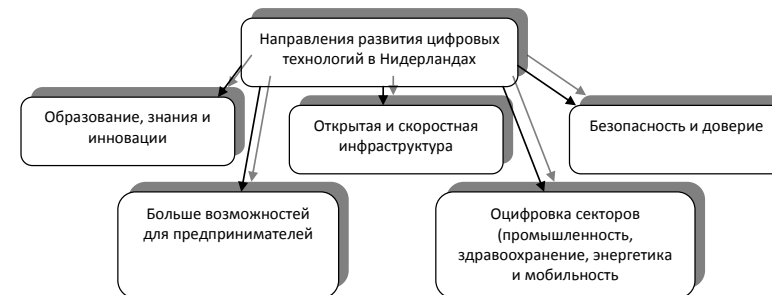 Направления развития цифровых
технологий в Нидерландах
Образование, знания и
инновации
Открытая и скоростная
инфраструктура
Безопасность и доверие
Больше возможностей
для предпринимателей
Оцифровка секторов
(промышленность,
здравоохранение, энергетика
и мобильность